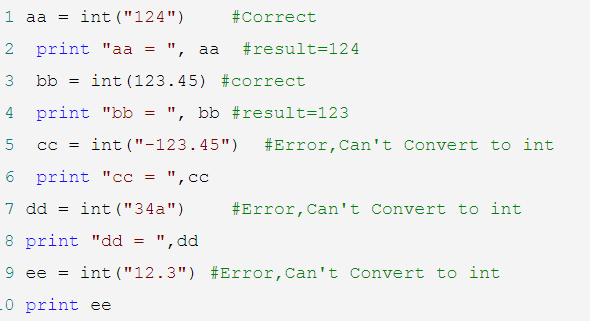 1 aa = int("124")     #Correct
2  print "aa = ", aa  #result=124
3  bb = int(123.45) #correct
4  print "bb = ", bb #result=123
5  cc = int("-123.45")  #Error,Can't Convert to int
6  print "cc = ",cc
7 dd = int("34a")    #Error,Can't Convert to int
8 print "dd = ",dd
9 ee = int("12.3") #Error,Can't Convert to int
10 print ee